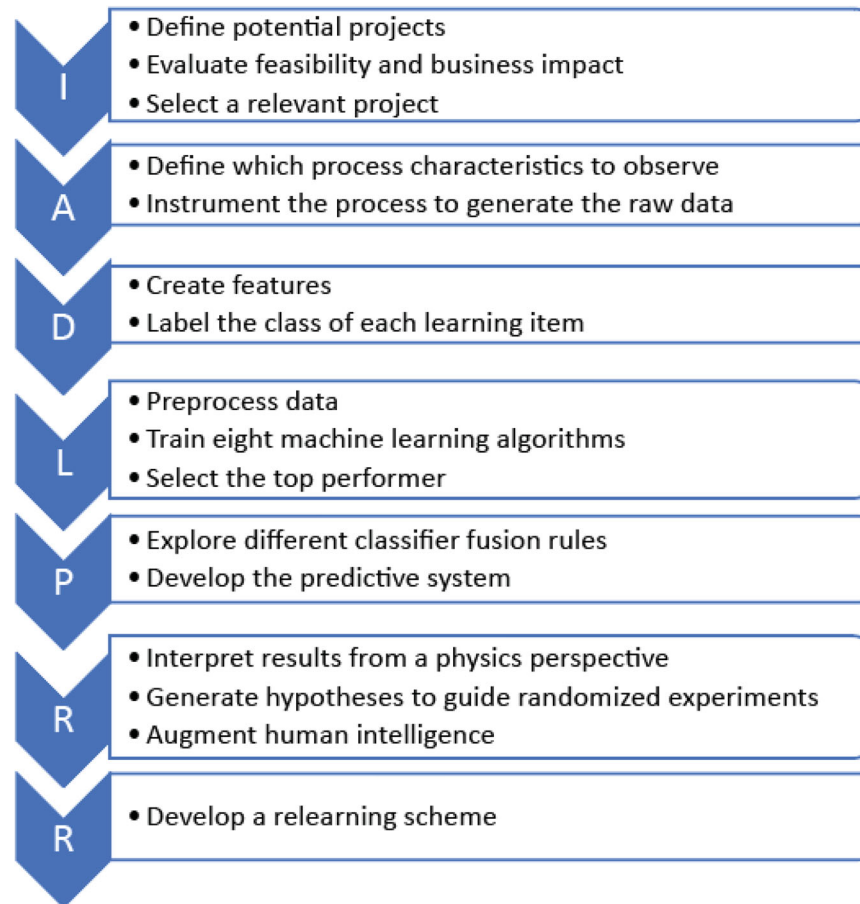 I
• Define potential projects
• Evaluate feasibility and business impact
• Select a relevant project
A
• Define which process characteristics to observe
• Instrument the process to generate the raw data
D
• Create features
• Label the class of each learning item
L
• Preprocess data
• Train eight machine learning algorithms
• Select the top performer
P
• Explore different classifier fusion rules
• Develop the predictive system
R
• Interpret results from a physics perspective
• Generate hypotheses to guide randomized experiments
• Augment human intelligence
R
• Develop a relearning scheme